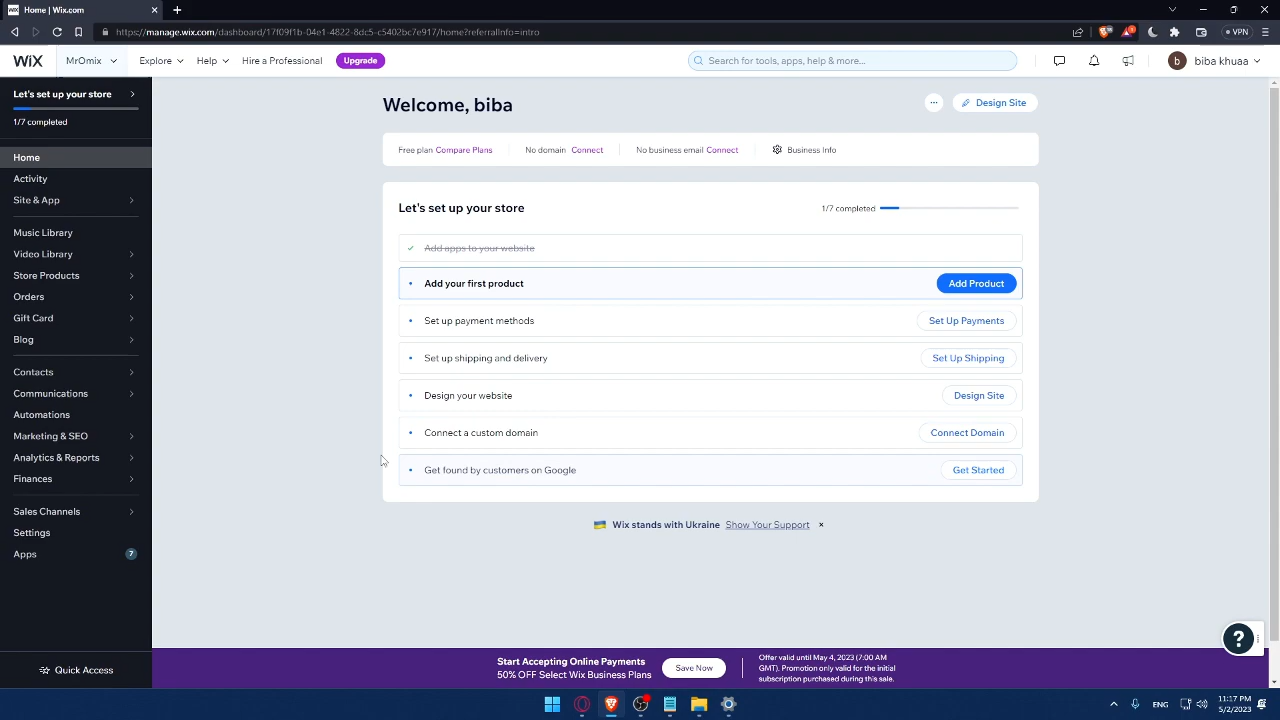 Home | Wix.com
https://manage.wix.com/dashboard/17f09f1b-04e1-4822-8dc5-c5402bc7e917/home?referralInfo=intro
VPN
WiX
MrOmix
Explore
Help
Hire a Professional
Upgrade
Search for tools, apps, help & more...
b
biba khuaa
Let's set up your store
1/7 completed
Home
Activity
Site & App
Music Library
Video Library
Store Products
Orders
Gift Card
Blog
Contacts
Communications
Automations
Marketing & SEO
Analytics & Reports
Finances
Sales Channels
Settings
Apps
7
Quick Access
Welcome, biba
...
Design Site
Free plan Compare Plans
No domain Connect
No business email Connect
Business Info
Let's set up your store
1/7 completed
Add apps to your website
Add your first product
Add Product
Set up payment methods
Set Up Payments
Set up shipping and delivery
Set Up Shipping
Design your website
Design Site
Connect a custom domain
Connect Domain
Get found by customers on Google
Get Started
Wix stands with Ukraine Show Your Support
?
Start Accepting Online Payments
50% OFF Select Wix Business Plans
Save Now
Offer valid until May 4, 2023 (7:00 AM
GMT). Promotion only valid for the initial
subscription purchased during this sale.
ENG
11:17 PM
5/2/2023